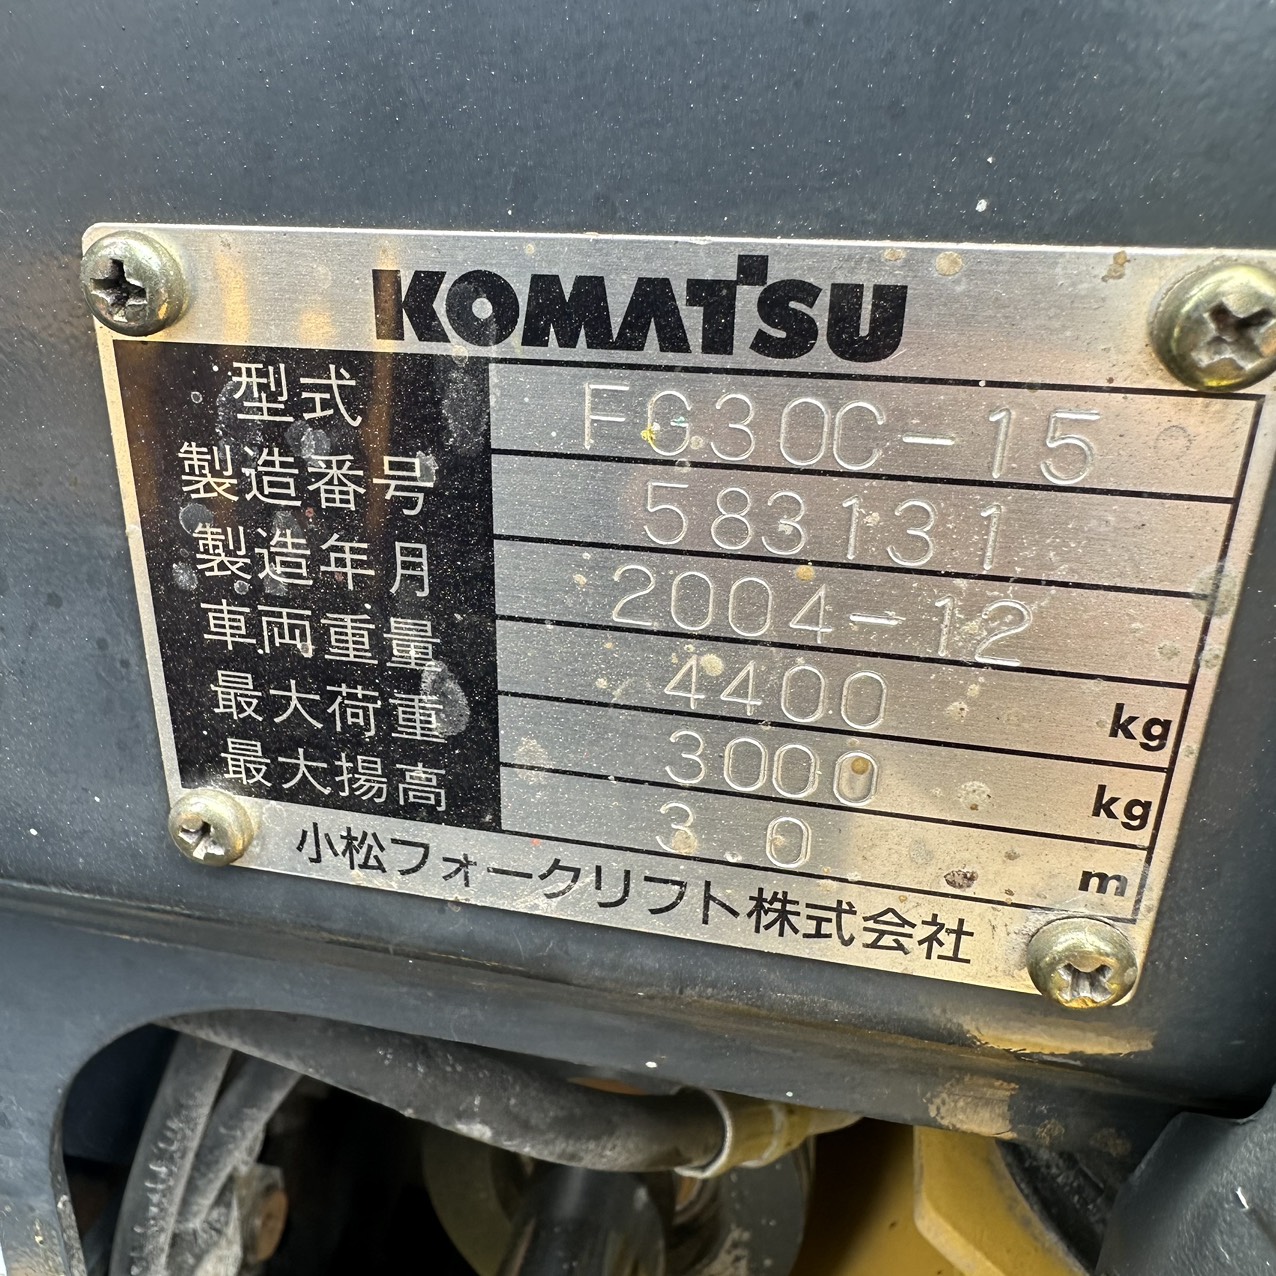 KOMATSU
型式 FG30C-15
製造番号 583131
製造年月 2004-12
車両重量 4400 kg
最大荷重 3000 kg
最大揚高 3.0 m
小松フォークリフト株式会社